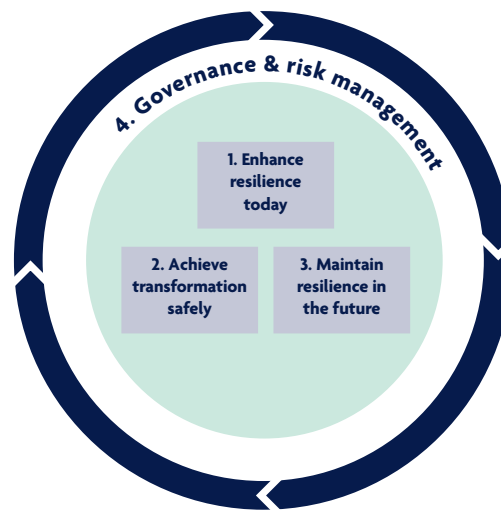 4. Governance & risk management
1. Enhance
resilience
today
2. Achieve
transformation
safely
3. Maintain
resilience in
the future